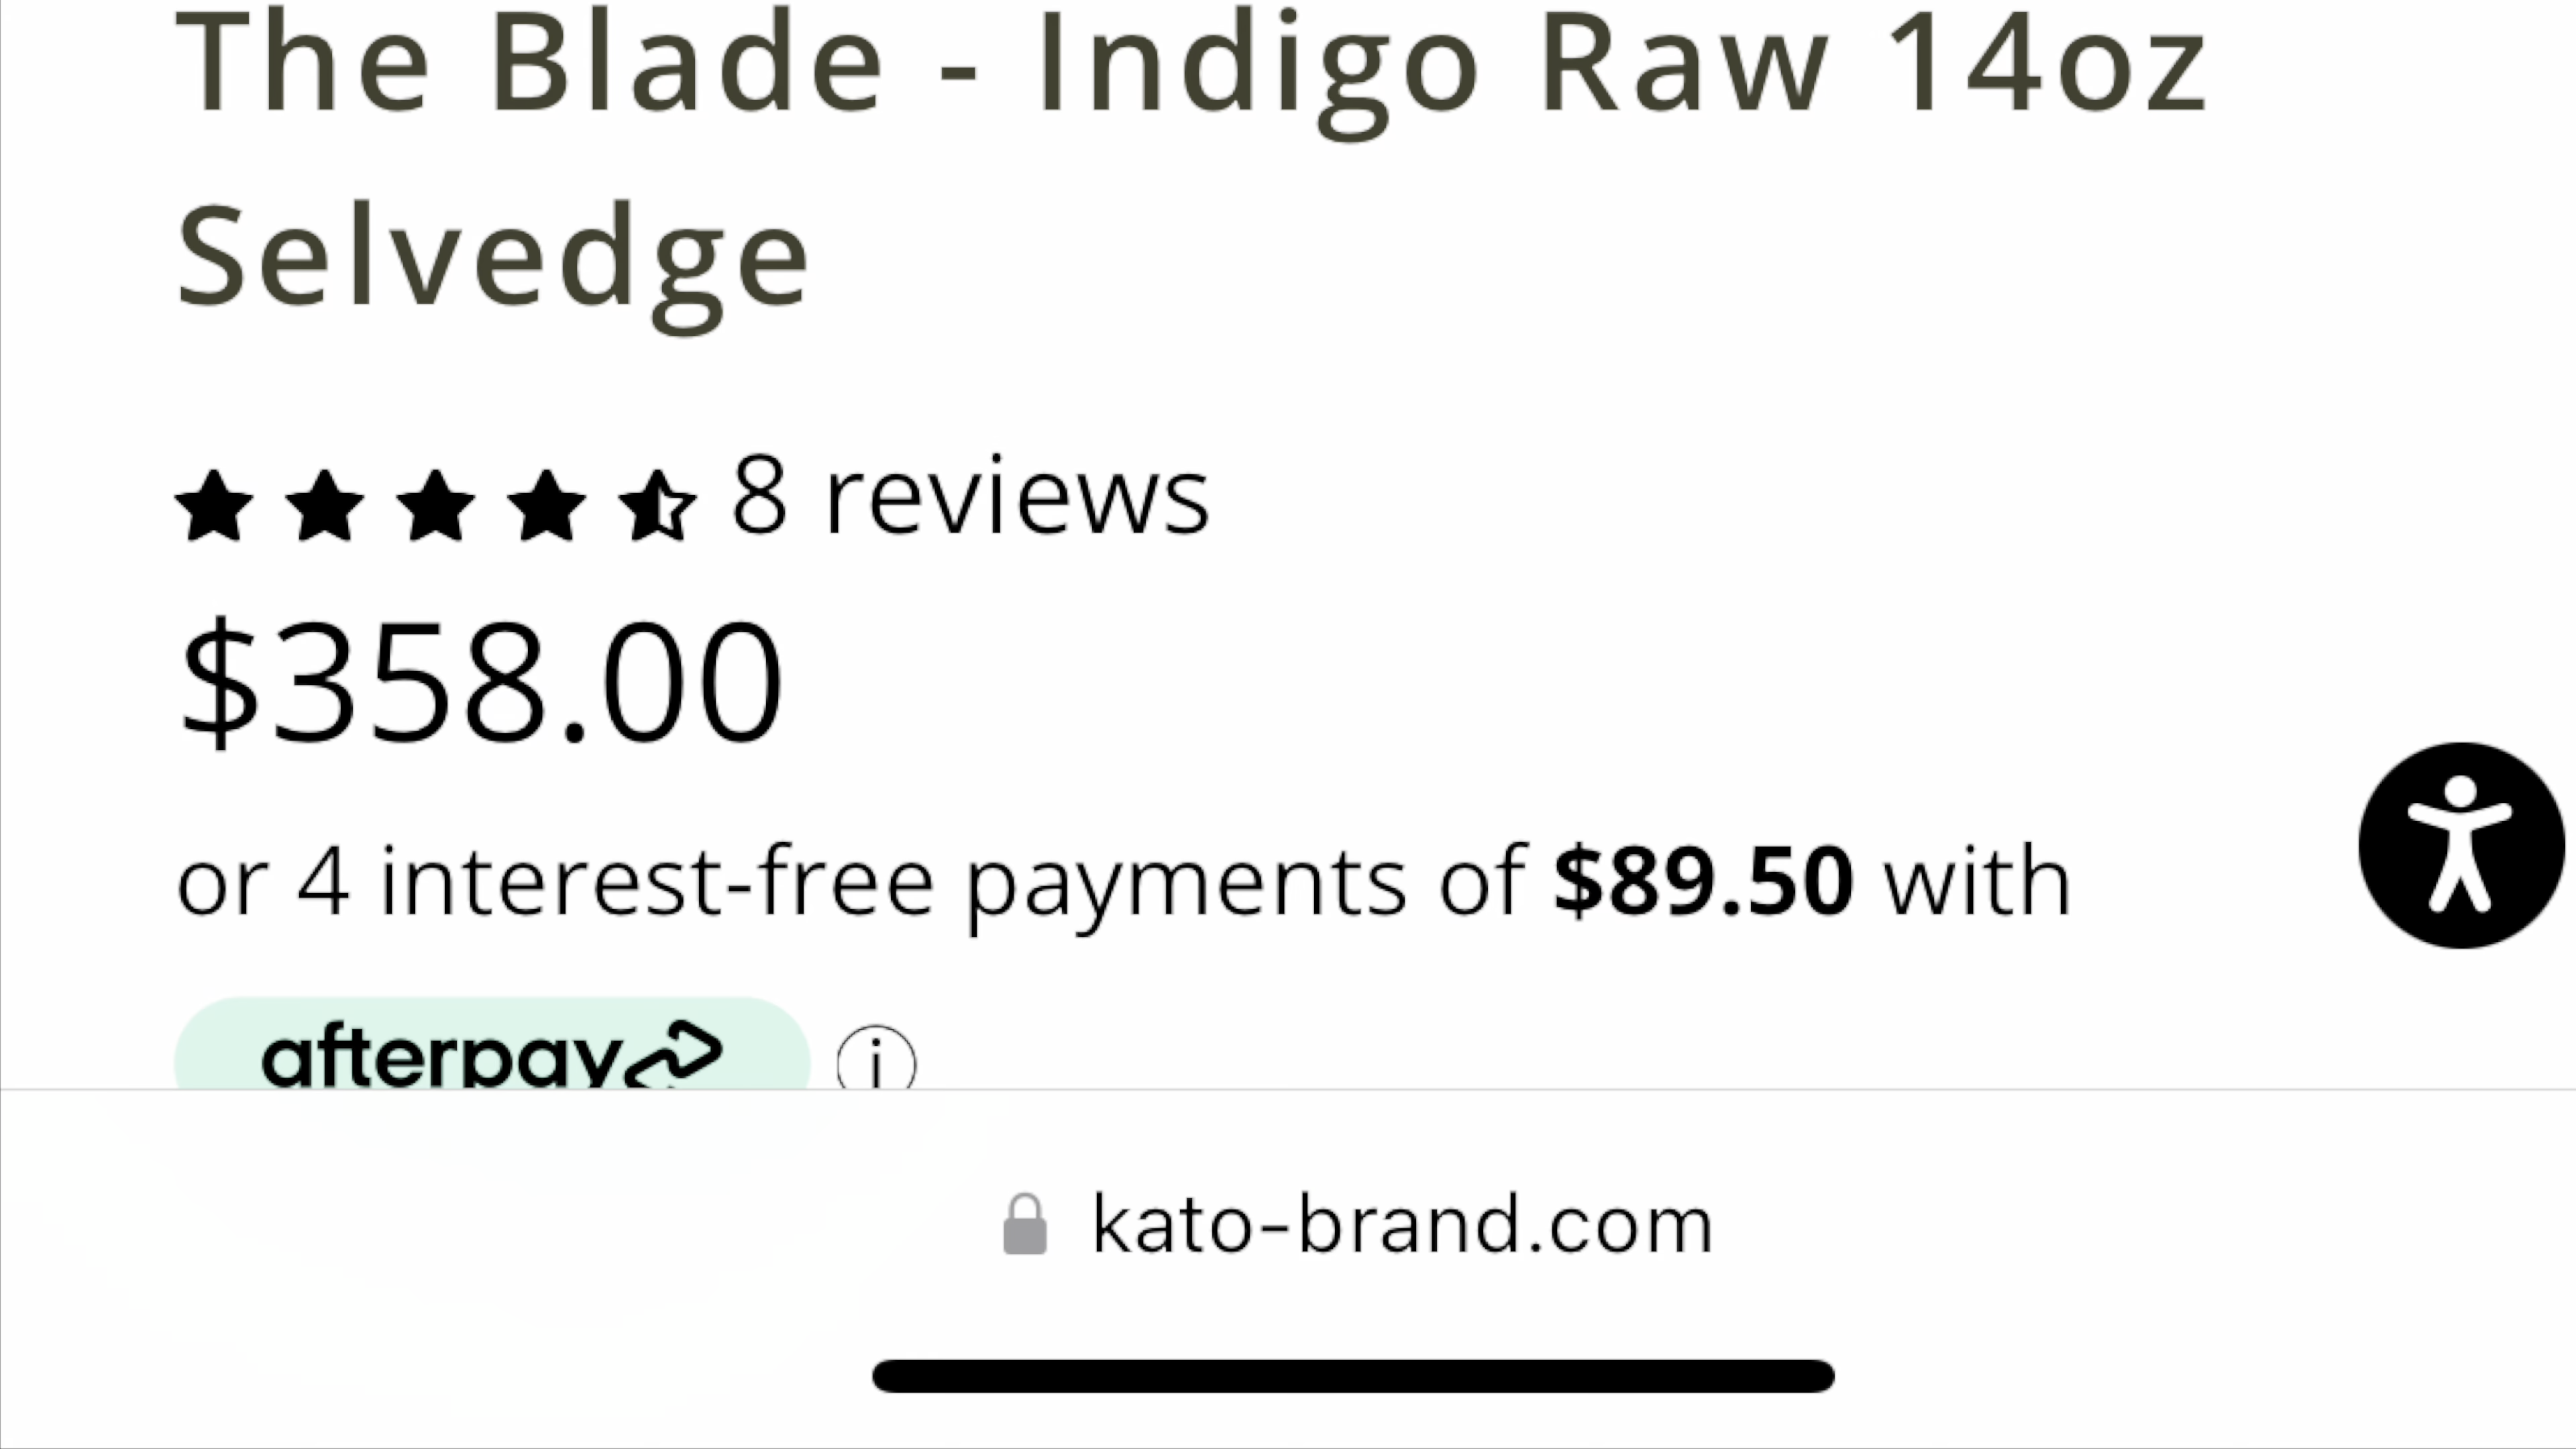 The Blade - Indigo Raw 14oz
Selvedge
8 reviews
$358.00
or 4 interest-free payments of $89.50 with
afterpay
i
kato-brand.com